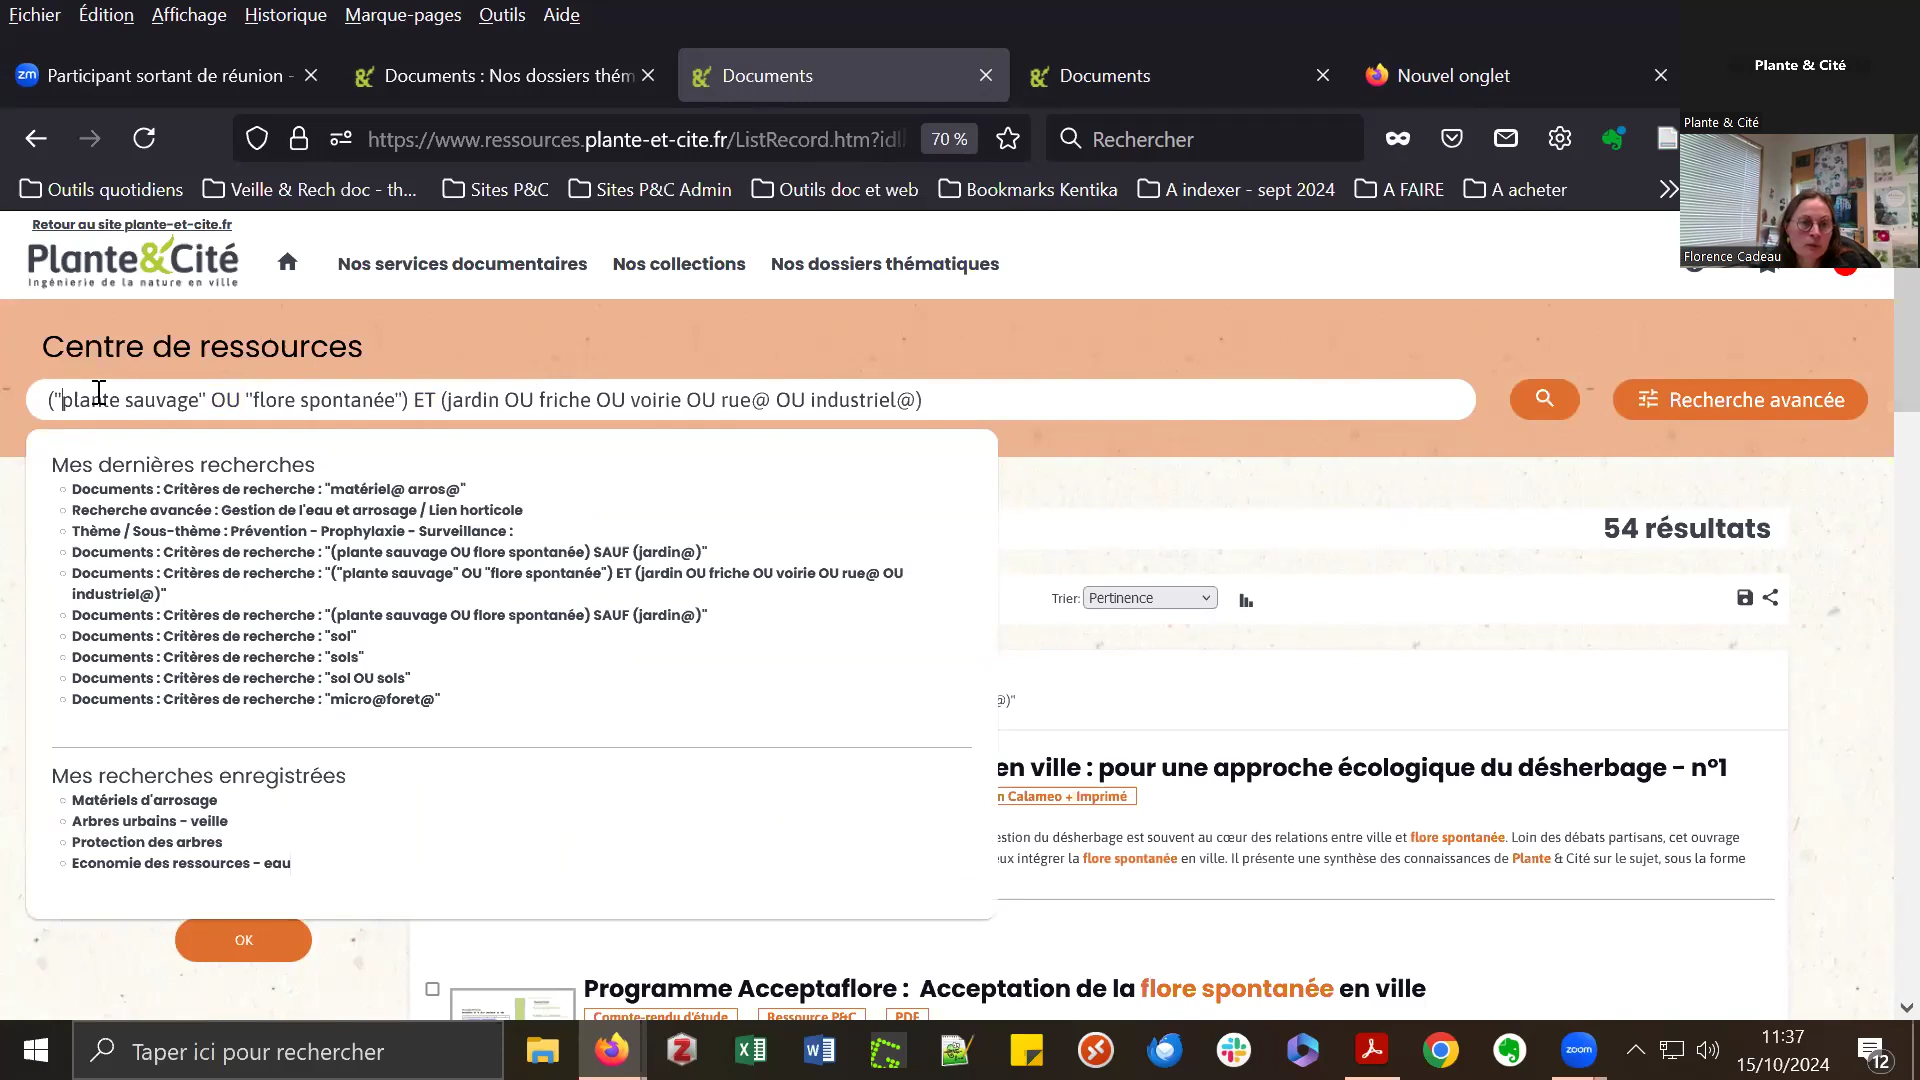 Fichier Édition Affichage Historique Marque-pages Outils Aide
Plante & Cité
zm Participant sortant de réunion - Documents : Nos dossiers thém Documents Documents Nouvel onglet
https://www.ressources.plante-et-cite.fr/ListRecord.htm?idl 70 % Rechercher
Plante & Cité
Outils quotidiens Veille & Rech doc - th... Sites P&C Sites P&C Admin Outils doc et web Bookmarks Kentika A indexer - sept 2024 A FAIRE A acheter
Florence Cadeau
Retour au site plante-et-cite.fr
Plante&Cité
Ingénierie de la nature en ville
Nos services documentaires Nos collections Nos dossiers thématiques
Centre de ressources
("plante sauvage" OU "flore spontanée") ET (jardin OU friche OU voirie OU rue@ OU industriel@)
Recherche avancée
Mes dernières recherches
Documents : Critères de recherche : "matériel@ arros@"
Recherche avancée : Gestion de l'eau et arrosage / Lien horticole
Thème / Sous-thème : Prévention - Prophylaxie - Surveillance :
Documents : Critères de recherche : "(plante sauvage OU flore spontanée) SAUF (jardin@)"
Documents : Critères de recherche : "("plante sauvage" OU "flore spontanée") ET (jardin OU friche OU voirie OU rue@ OU
industriel@)"
Documents : Critères de recherche : "(plante sauvage OU flore spontanée) SAUF (jardin@)"
Documents : Critères de recherche : "sol"
Documents : Critères de recherche : "sols"
Documents : Critères de recherche : "sol OU sols"
Documents : Critères de recherche : "micro@foret@"
Mes recherches enregistrées
Matériels d'arrosage
Arbres urbains - veille
Protection des arbres
Economie des ressources - eau
54 résultats
Trier: Pertinence
@)"
en ville : pour une approche écologique du désherbage - n°1
n Calameo + Imprimé
estion du désherbage est souvent au cœur des relations entre ville et flore spontanée. Loin des débats partisans, cet ouvrage
eux intégrer la flore spontanée en ville. Il présente une synthèse des connaissances de Plante & Cité sur le sujet, sous la forme
OK
Programme Acceptaflore : Acceptation de la flore spontanée en ville
Compte-rendu d'étude Ressource P&C PDF
Taper ici pour rechercher
zoom
11:37
15/10/2024
12